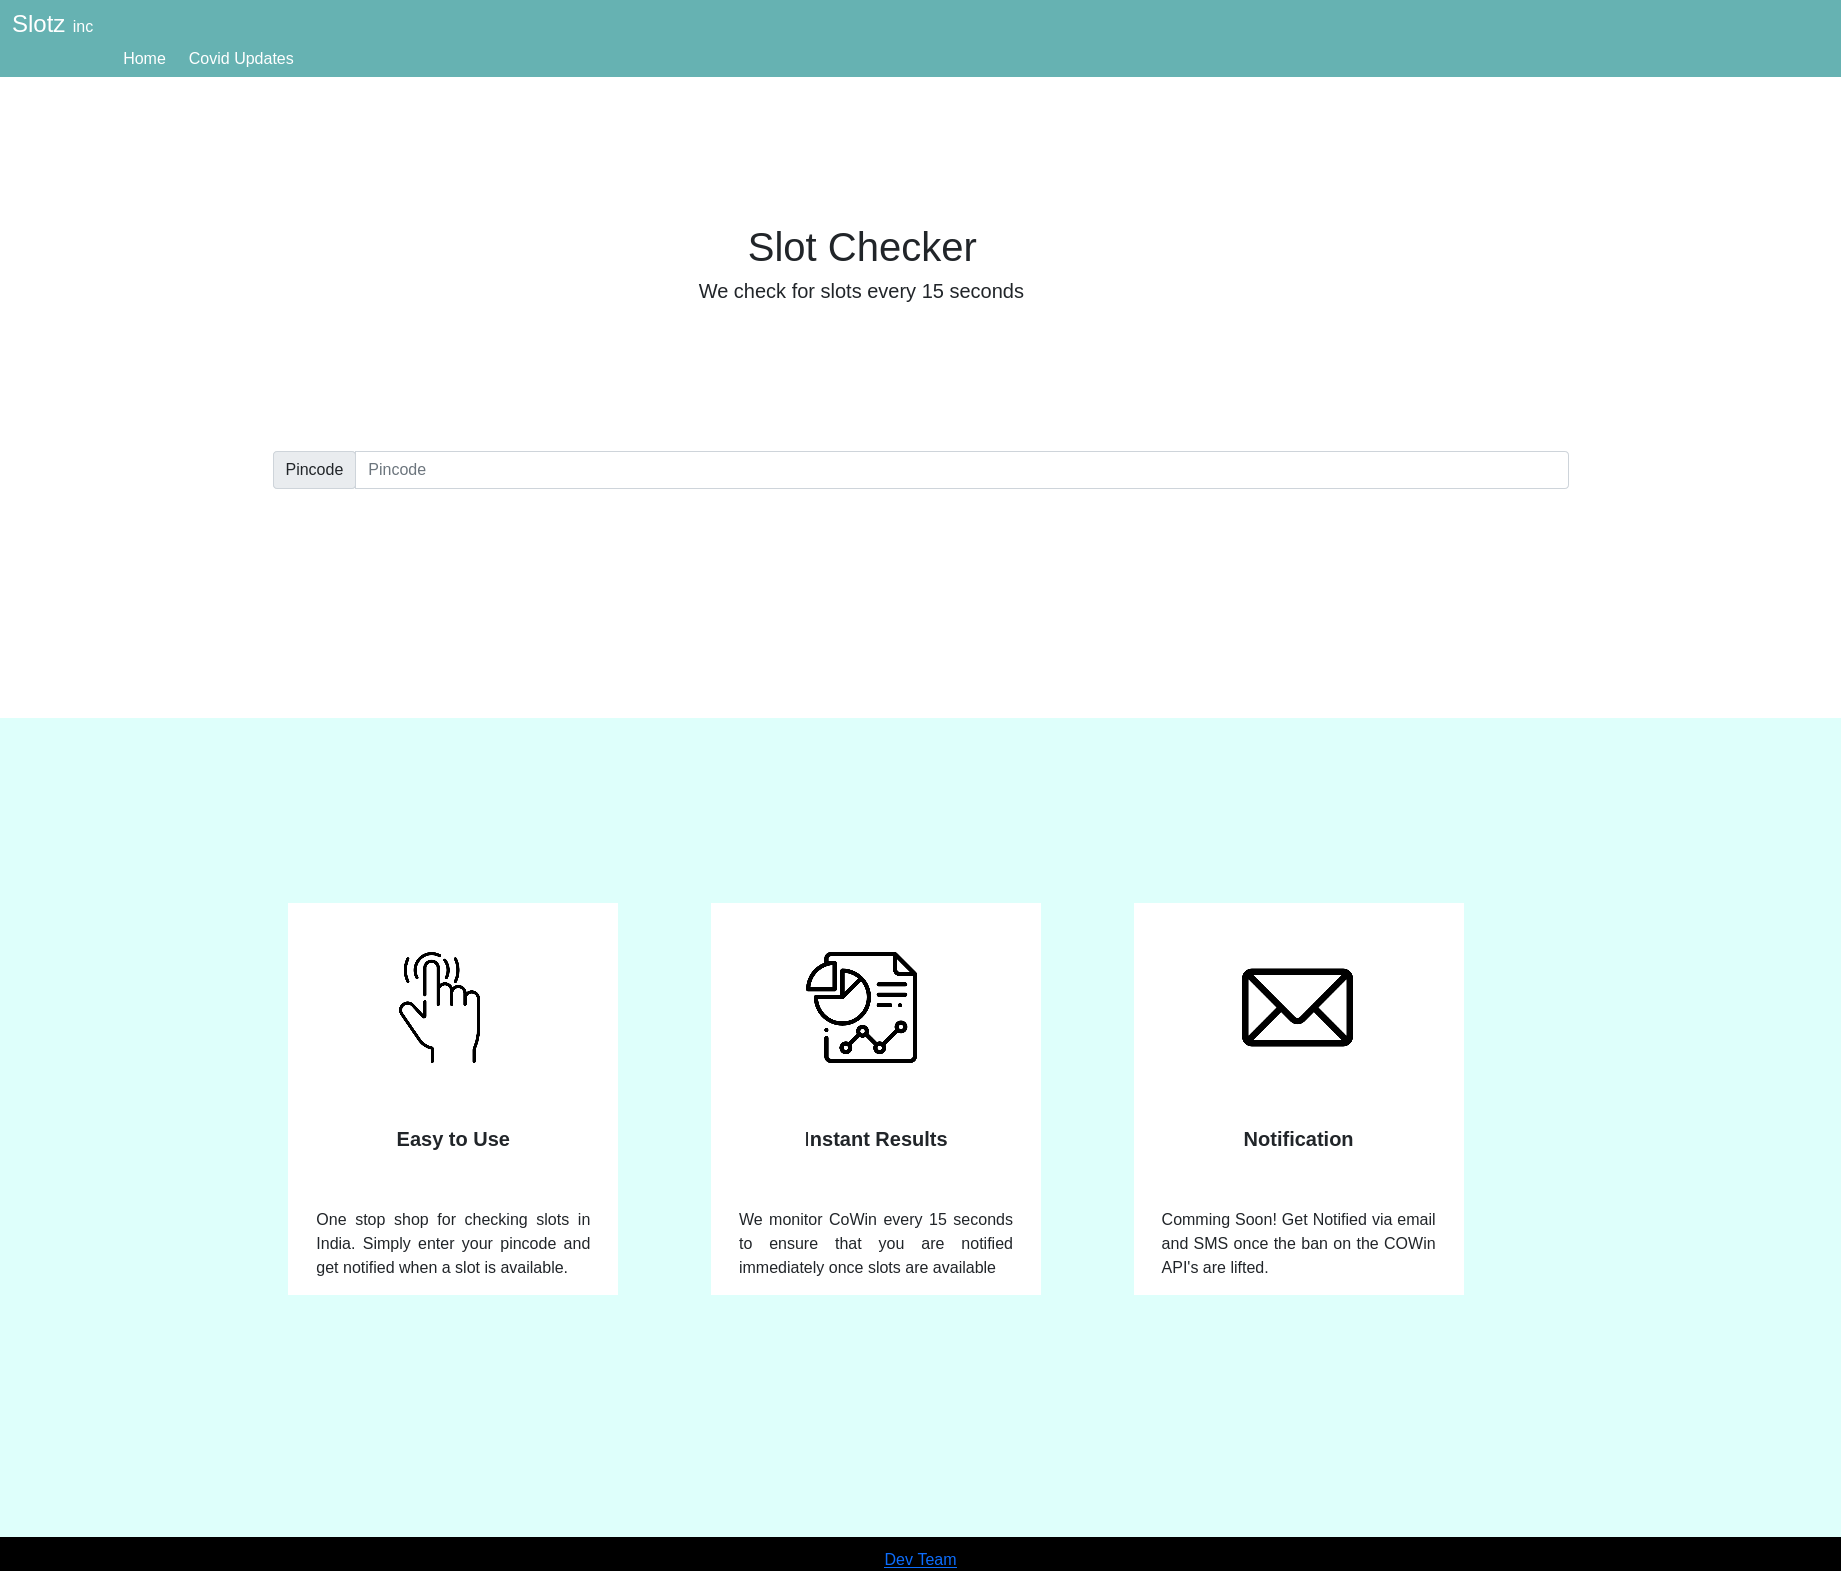 Slotz inc
Home Covid Updates
Slot Checker
We check for slots every 15 seconds
Pincode Pincode
Easy to Use
One stop shop for checking slots in
India. Simply enter your pincode and
get notified when a slot is available.
Instant Results
We monitor CoWin every 15 seconds
to ensure that you are notified
immediately once slots are available
Notification
Comming Soon! Get Notified via email
and SMS once the ban on the COWin
API's are lifted.
Dev Team